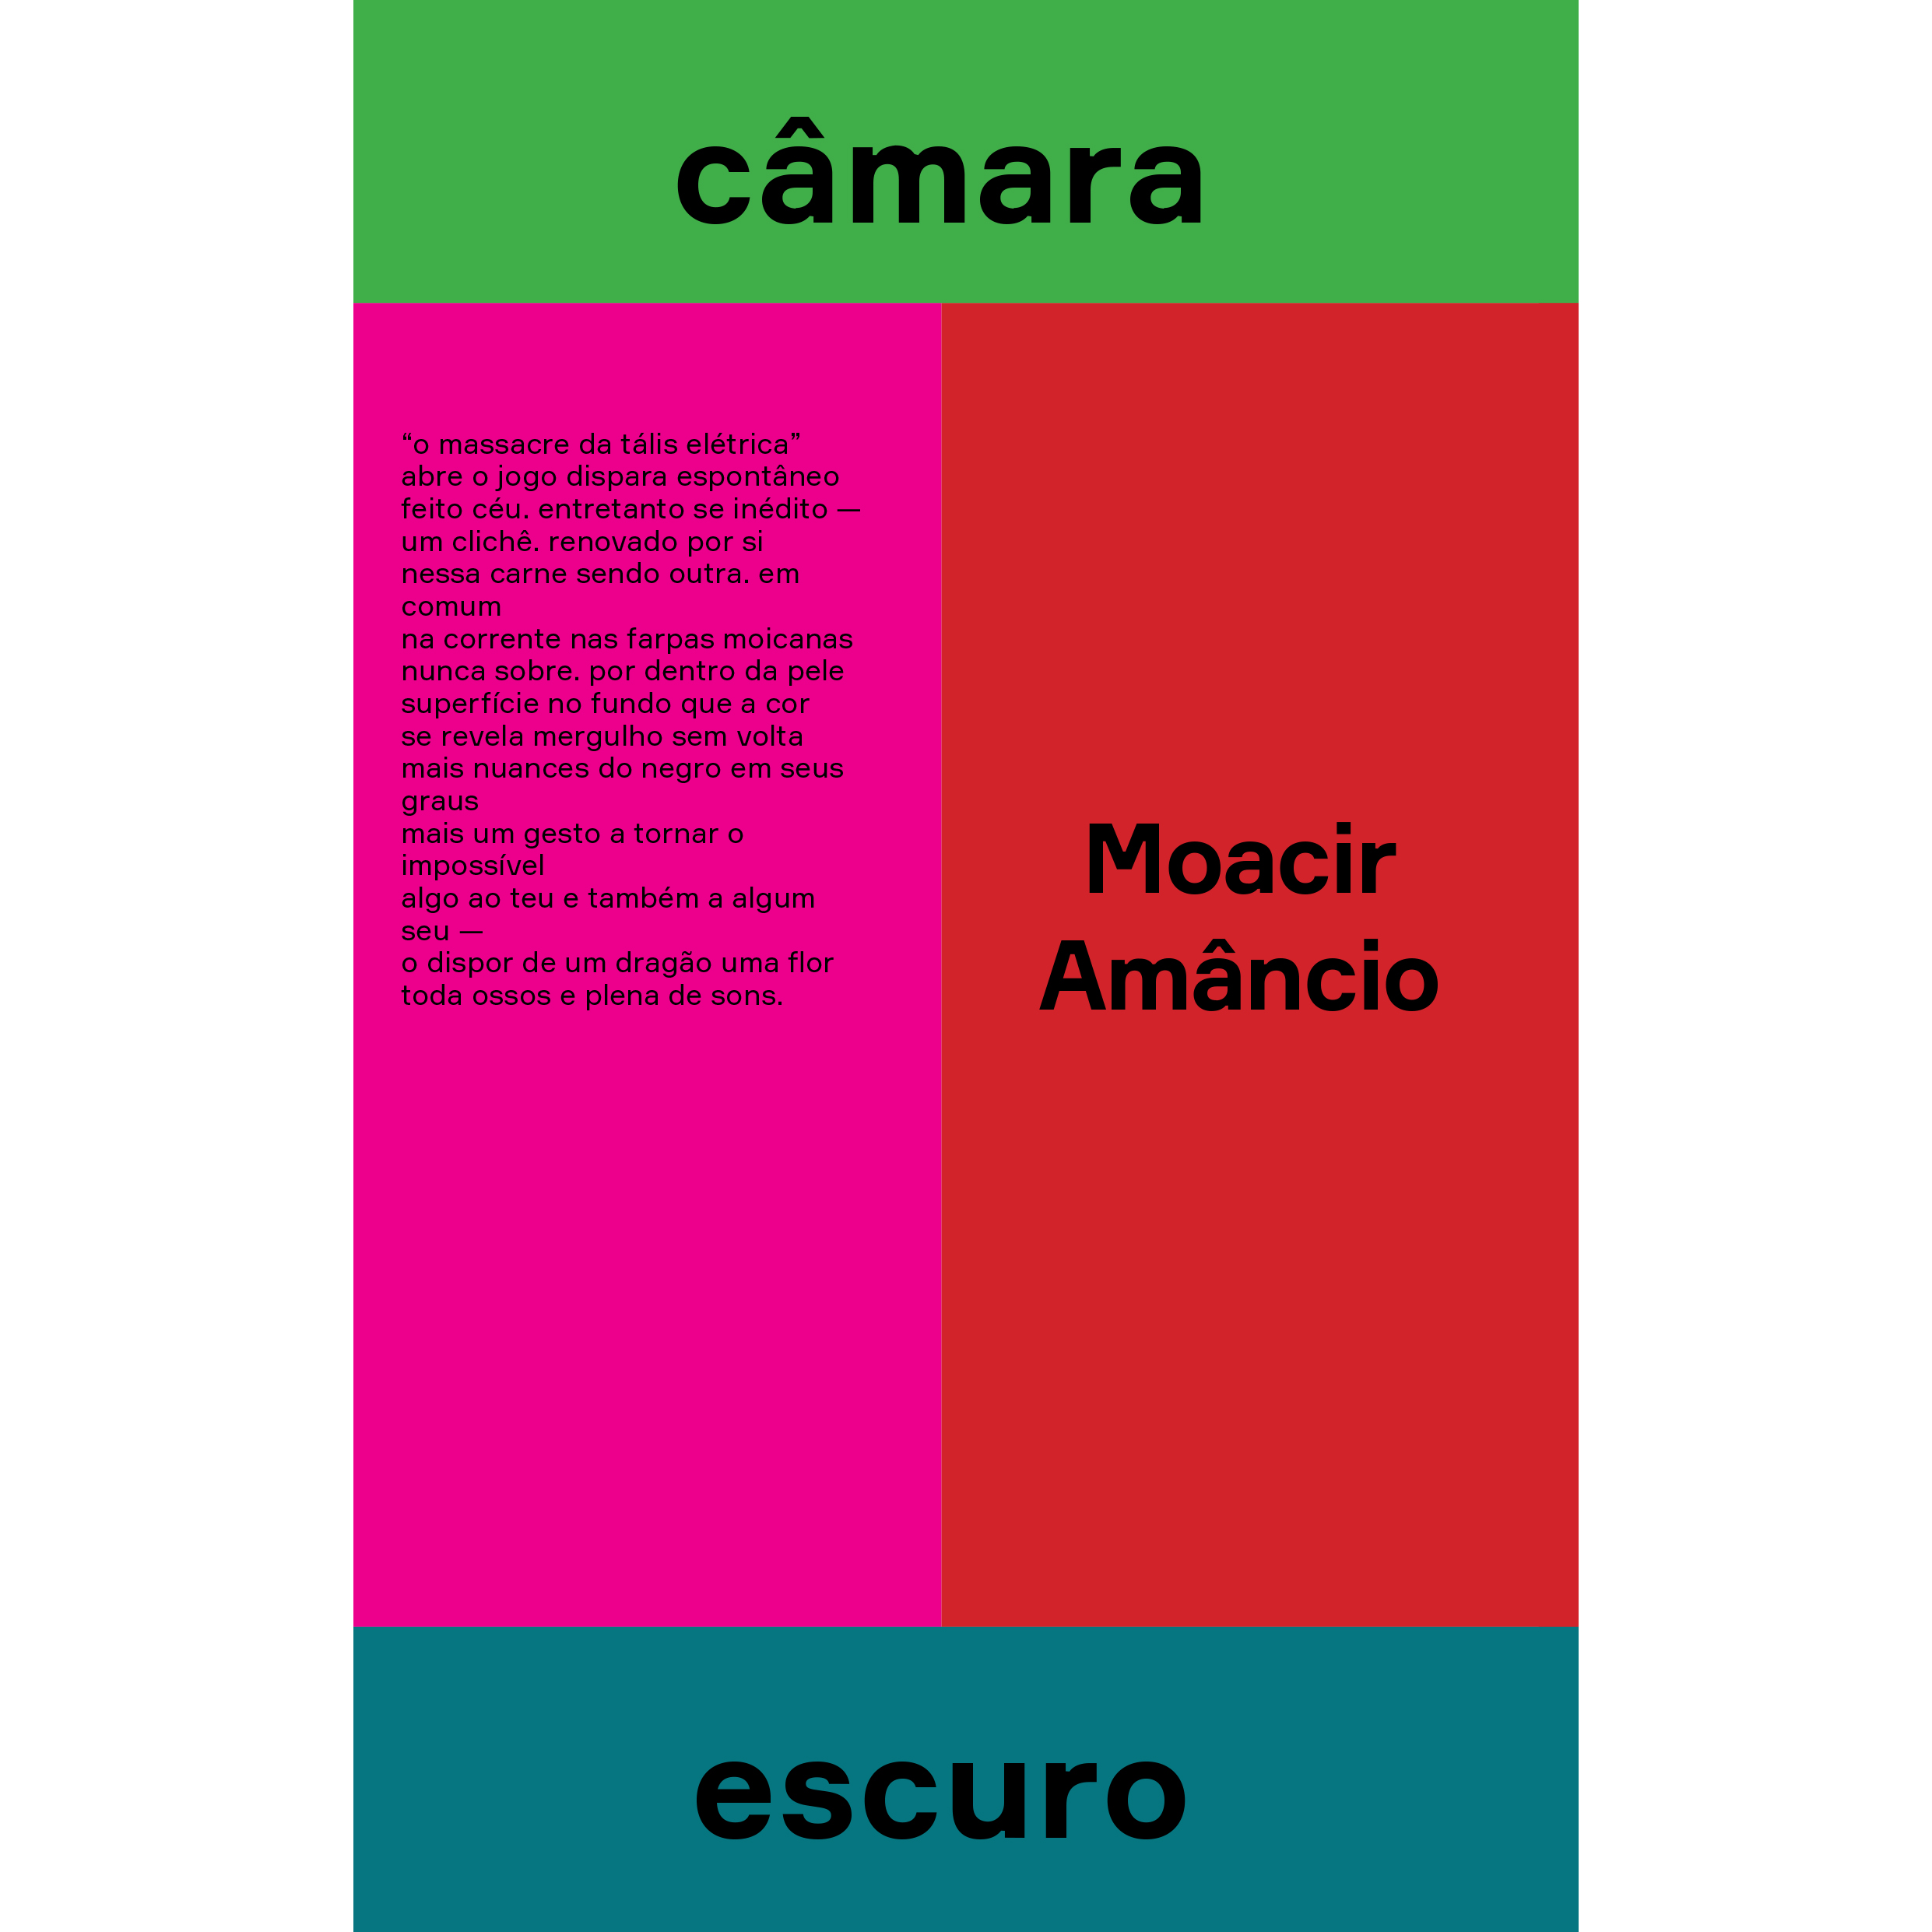 câmara
“o massacre da tális elétrica”
abre o jogo dispara espontâneo
feito céu. entretanto se inédito —
um clichê. renovado por si
nessa carne sendo outra. em
comum
na corrente nas farpas moicanas
nunca sobre. por dentro da pele
superfície no fundo que a cor
se revela mergulho sem volta
mais nuances do negro em seus
graus
mais um gesto a tornar o
impossível
algo ao teu e também a algum
seu —
o dispor de um dragão uma flor
toda ossos e plena de sons.
Moacir
Amâncio
escuro